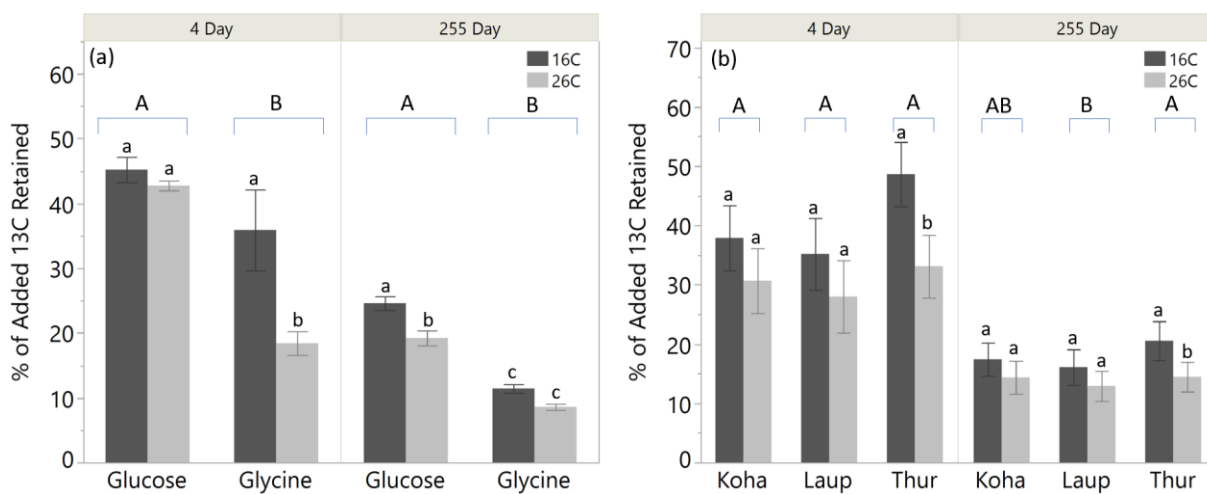 4 Day 255 Day
(a)
16C
26C
% of Added 13C Retained
60
50
40
30
20
10
0
A B A B
a a a b a b c c
Glucose Glycine Glucose Glycine
4 Day 255 Day
(b)
16C
26C
% of Added 13C Retained
70
60
50
40
30
20
10
0
A A A AB B A
a a a a a b a a a a a b
Koha Laup Thur Koha Laup Thur